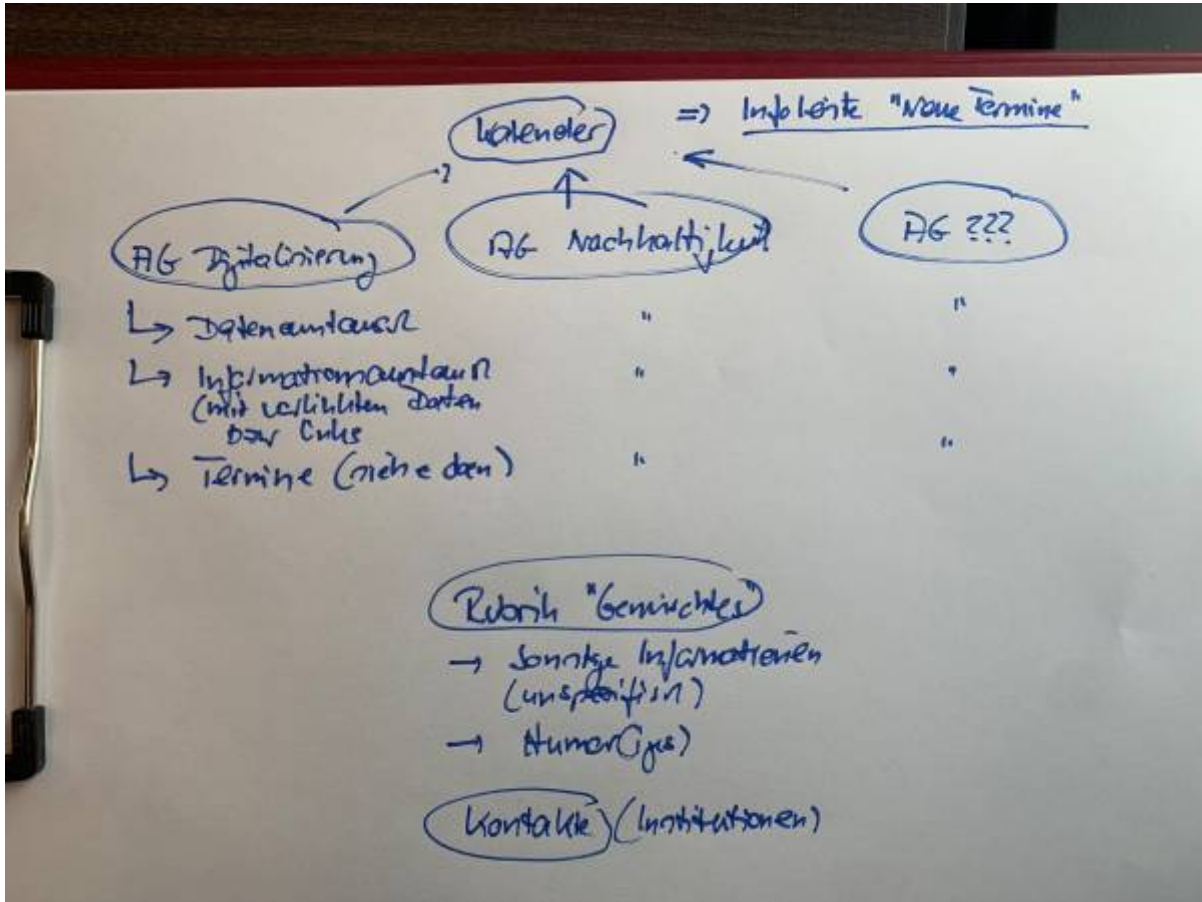 Kalender => Infoleiste "Neue Termine"
AG Digitalisierung AG Nachhaltigkeit AG ???
↳ Datenaustausch " "
↳ Informationsaustausch " "
(mit verlinkten Daten
bzw Links "
↳ Termine (siehe oben) "
Rubrik "Gemischtes"
→ Sonstige Informationen
(unspezifisch)
→ Humor(iges)
Kontakte (Institutionen)